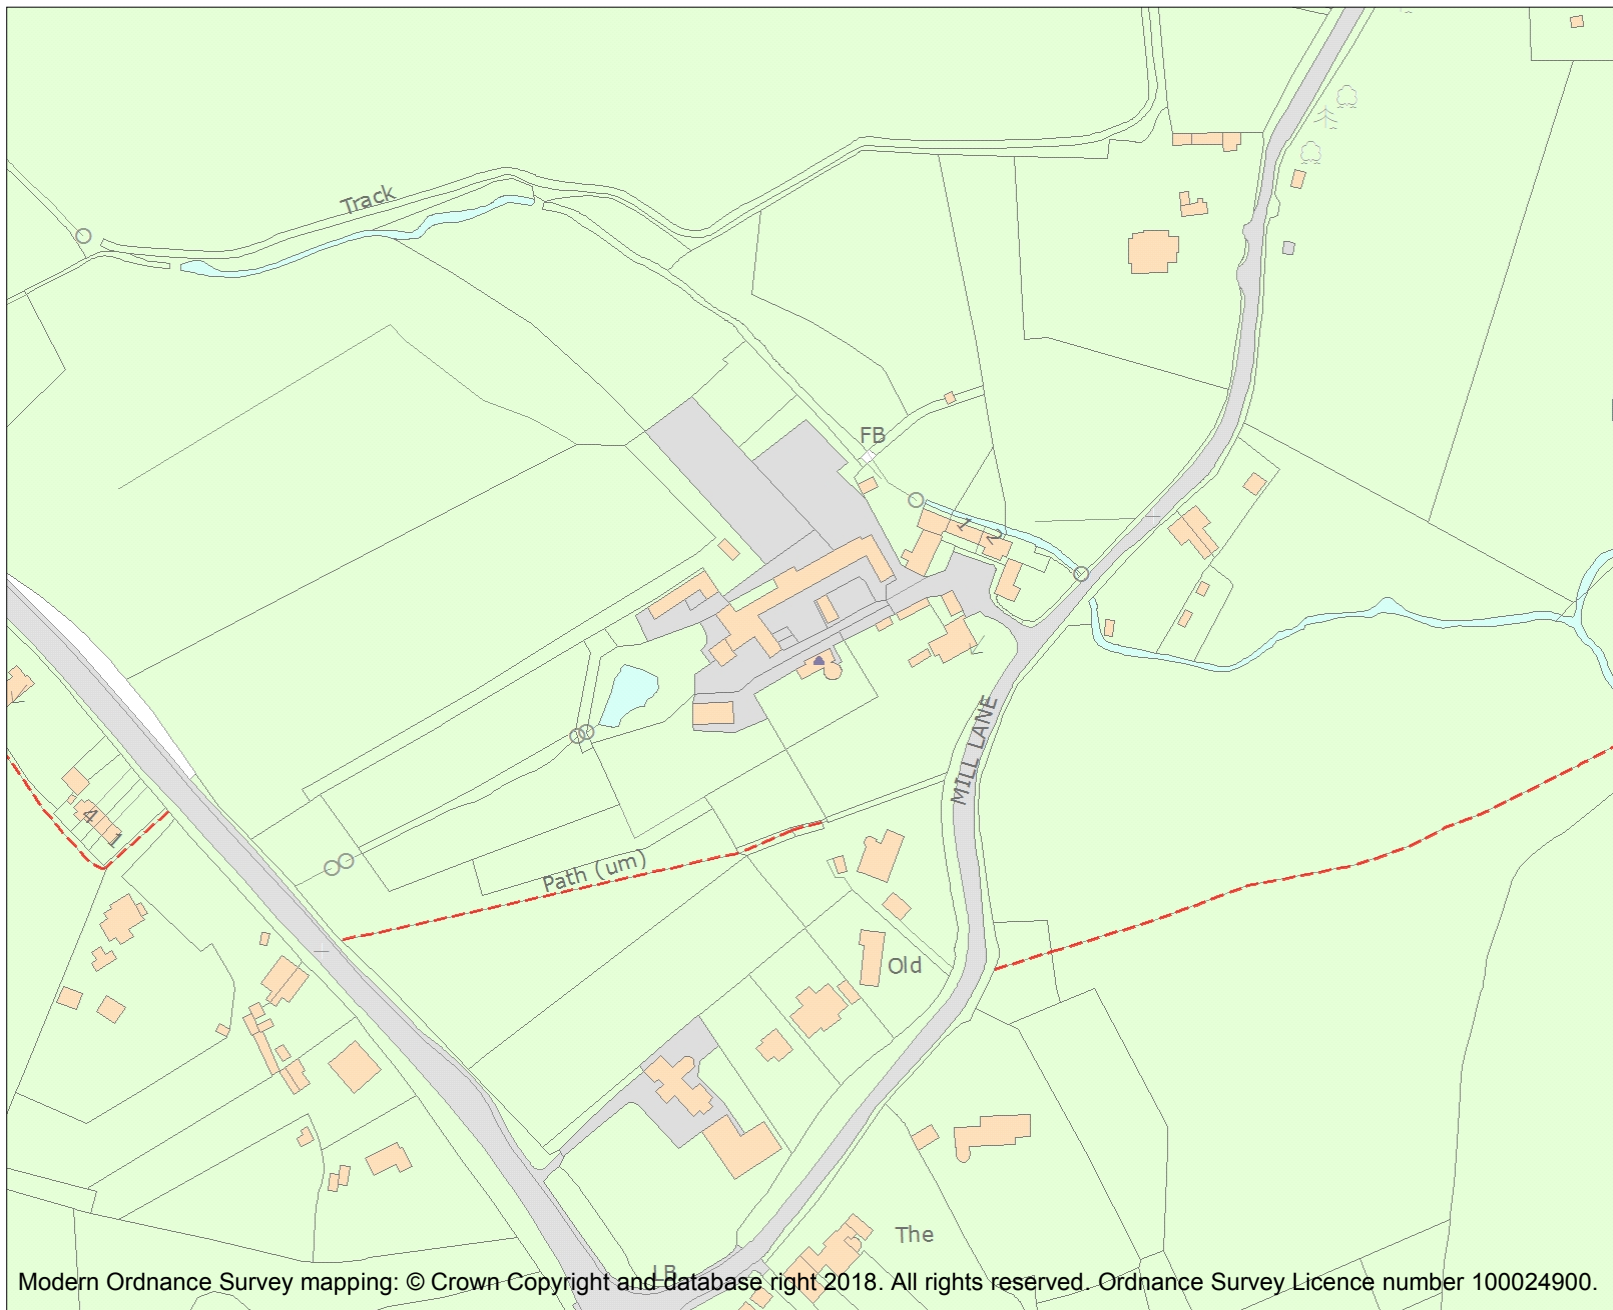 Track
FB
1
2
MILL LANE
4
1
Path (um)
Old
The
LB
Modern Ordnance Survey mapping: © Crown Copyright and database right 2018. All rights reserved. Ordnance Survey Licence number 100024900.